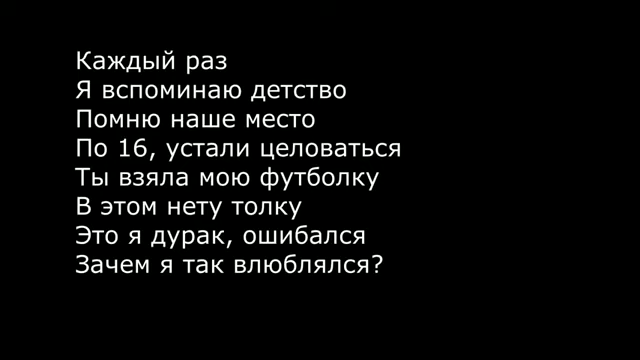 Каждый раз
Я вспоминаю детство
Помню наше место
По 16, устали целоваться
Ты взяла мою футболку
В этом нету толку
Это я дурак, ошибался
Зачем я так влюблялся?